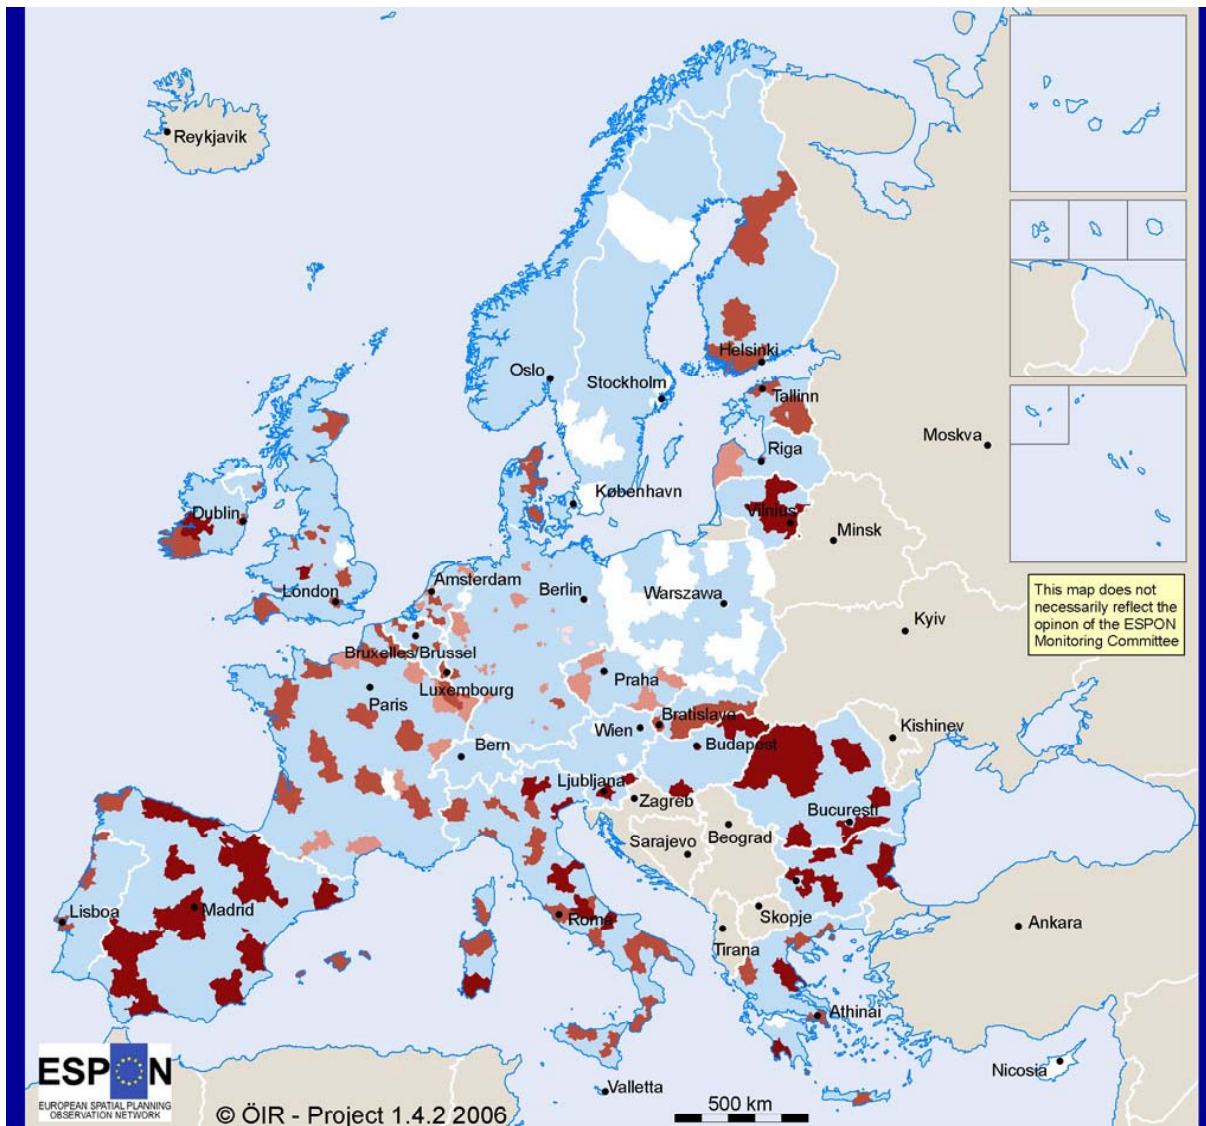 Reykjavik
Helsinki
Oslo
Stockholm
Tallinn
Moskva
Riga
København
Dublin
Vilnius
Minsk
Amsterdam
Berlin
London
Warszawa
This map does not
necessarily reflect the
opinon of the ESPON
Monitoring Committee
Kyiv
Bruxelles/Brussel
Praha
Luxembourg
Paris
Bratislava
Kishinev
Wien
Bern
Budapest
Ljubljana
Zagreb
Bucuresti
Sarajevo
Beograd
Lisboa
Madrid
Roma
Skopje
Ankara
Tirana
Athinai
ESPON
EUROPEAN SPATIAL PLANNING
OBSERVATION NETWORK
Nicosia
Valletta
© ÖIR - Project 1.4.2 2006
500 km